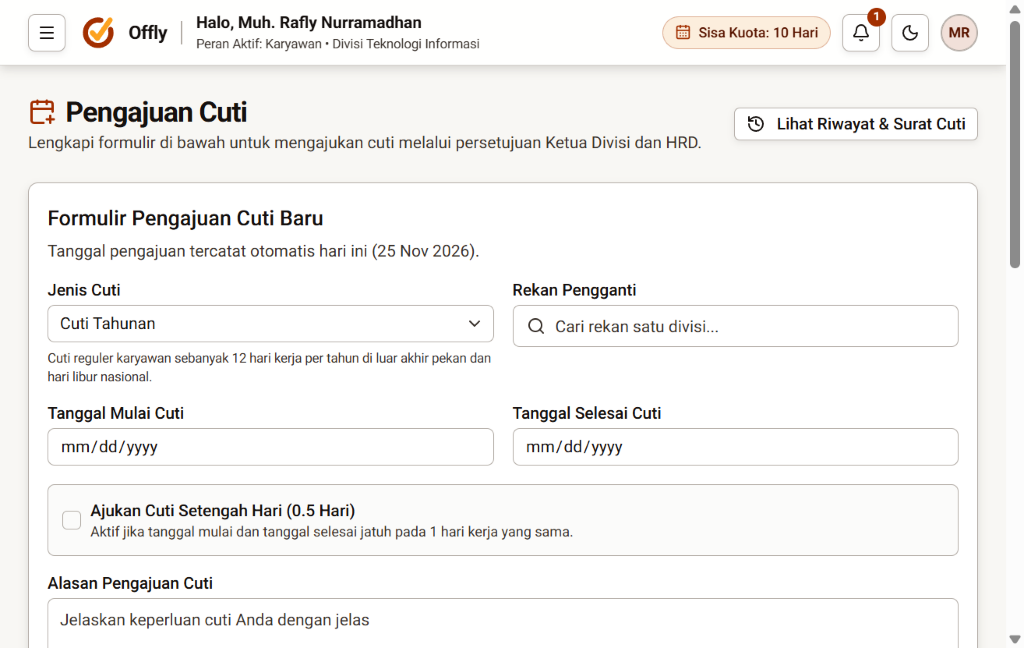 Offly
Halo, Muh. Rafly Nurramadhan
Peran Aktif: Karyawan • Divisi Teknologi Informasi
Sisa Kuota: 10 Hari
1
MR
Pengajuan Cuti
Lengkapi formulir di bawah untuk mengajukan cuti melalui persetujuan Ketua Divisi dan HRD.
Lihat Riwayat & Surat Cuti
Formulir Pengajuan Cuti Baru
Tanggal pengajuan tercatat otomatis hari ini (25 Nov 2026).
Jenis Cuti
Cuti Tahunan
Cuti reguler karyawan sebanyak 12 hari kerja per tahun di luar akhir pekan dan
hari libur nasional.
Rekan Pengganti
Cari rekan satu divisi...
Tanggal Mulai Cuti
mm/dd/yyyy
Tanggal Selesai Cuti
mm/dd/yyyy
Ajukan Cuti Setengah Hari (0.5 Hari)
Aktif jika tanggal mulai dan tanggal selesai jatuh pada 1 hari kerja yang sama.
Alasan Pengajuan Cuti
Jelaskan keperluan cuti Anda dengan jelas